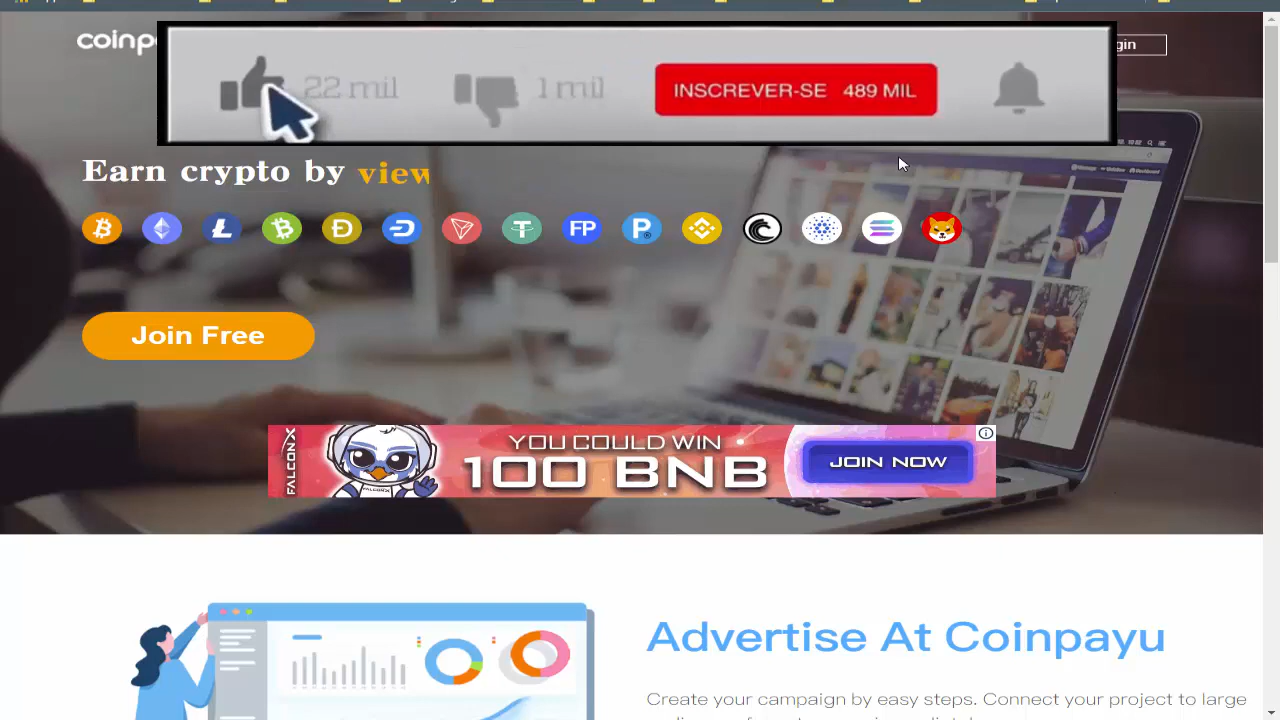 coinp
22 mil
1 mil
INSCREVER-SE 489 MIL
gin
Earn crypto by view
FP
Join Free
FALCONX
YOU COULD WIN
100 BNB
JOIN NOW
FALCONX
Advertise At Coinpayu
Create your campaign by easy steps. Connect your project to large